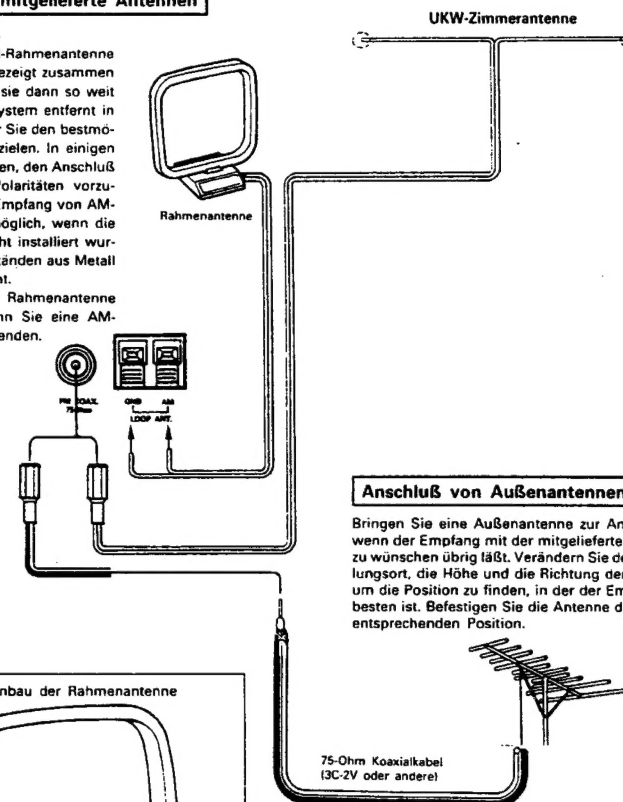 mitgelieferte Antennen
-Rahmenantenne
ezeigt zusammen
sie dann so weit
ystem entfernt in
r Sie den bestmö-
zielen. In einigen
en, den Anschluß
olaritäten vorzu-
Empfang von AM-
öglich, wenn die
ht installiert wur-
tänden aus Metall
nt.
Rahmenantenne
nn Sie eine AM-
enden.
UKW-Zimmerantenne
Rahmenantenne
FM COAX.
75
GND AM
LOOP ANT.
Anschluß von Außenantennen
Bringen Sie eine Außenantenne zur An
wenn der Empfang mit der mitgelieferte
zu wünschen übrig läßt. Verändern Sie de
lungsort, die Höhe und die Richtung der
um die Position zu finden, in der der Em
besten ist. Befestigen Sie die Antenne d
entsprechenden Position.
nbau der Rahmenantenne
75-Ohm Koaxialkabel
(3C-2V oder andere)